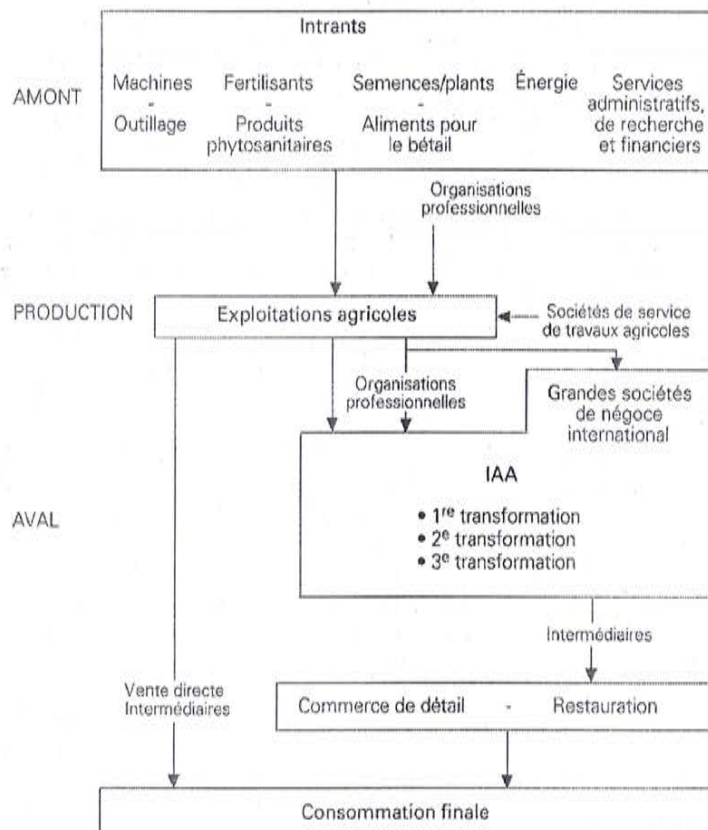 Intrants
AMONT
Machines
-
Outillage
Fertilisants
-
Produits
phytosanitaires
Semences/plants
-
Aliments pour
le bétail
Énergie
Services
administratifs,
de recherche
et financiers
Organisations
professionnelles
PRODUCTION
Exploitations agricoles
Sociétés de service
de travaux agricoles
Organisations
professionnelles
Grandes sociétés
de négoce
international
AVAL
IAA
• 1re transformation
• 2e transformation
• 3e transformation
Intermédiaires
Vente directe
Intermédiaires
Commerce de détail - Restauration
Consommation finale